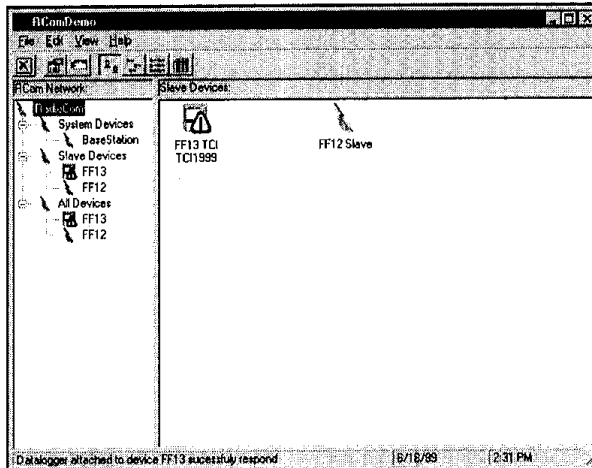 RComDemo
File Edit View Help
RCom Network:
Slave Devices:
RadioCom
System Devices
BaseStation
Slave Devices
FF13
FF12
All Devices
FF13
FF12
FF13 TCI
TCI1999
FF12 Slave
Datalogger attached to device FF13 sucessfuly respond
6/18/99
2:31 PM